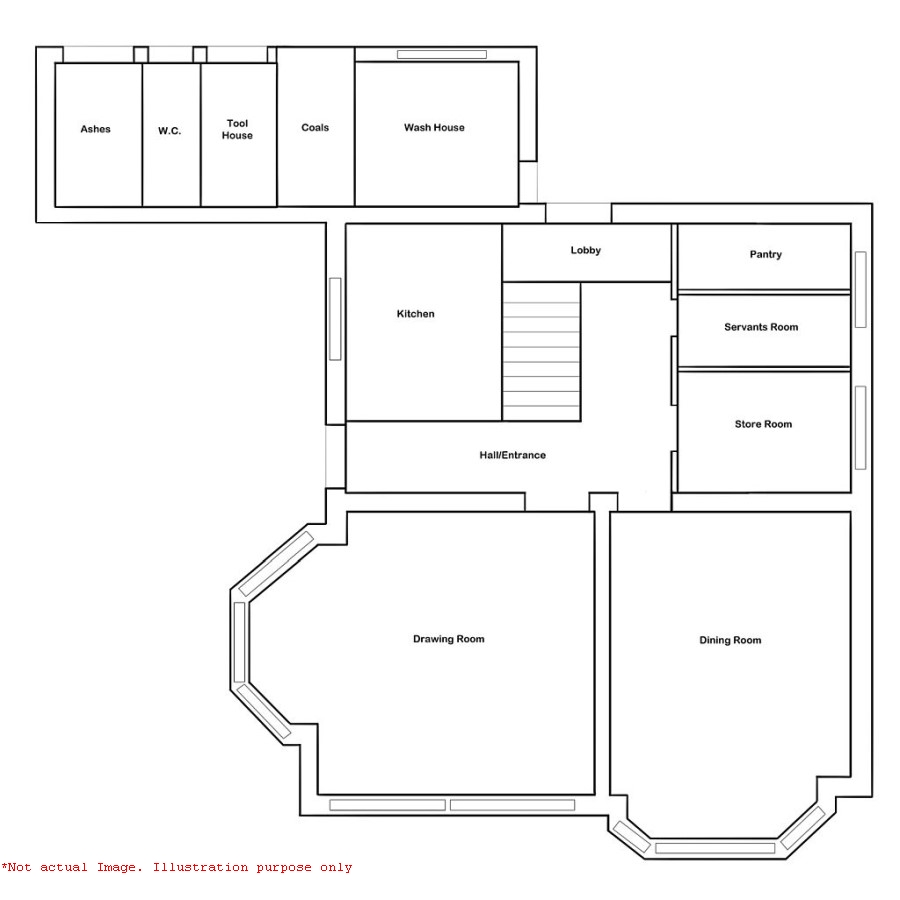 Ashes
W.C.
Tool
House
Coals
Wash House
Lobby
Pantry
Kitchen
Servants Room
Store Room
Hall/Entrance
Drawing Room
Dining Room
*Not actual Image. Illustration purpose only